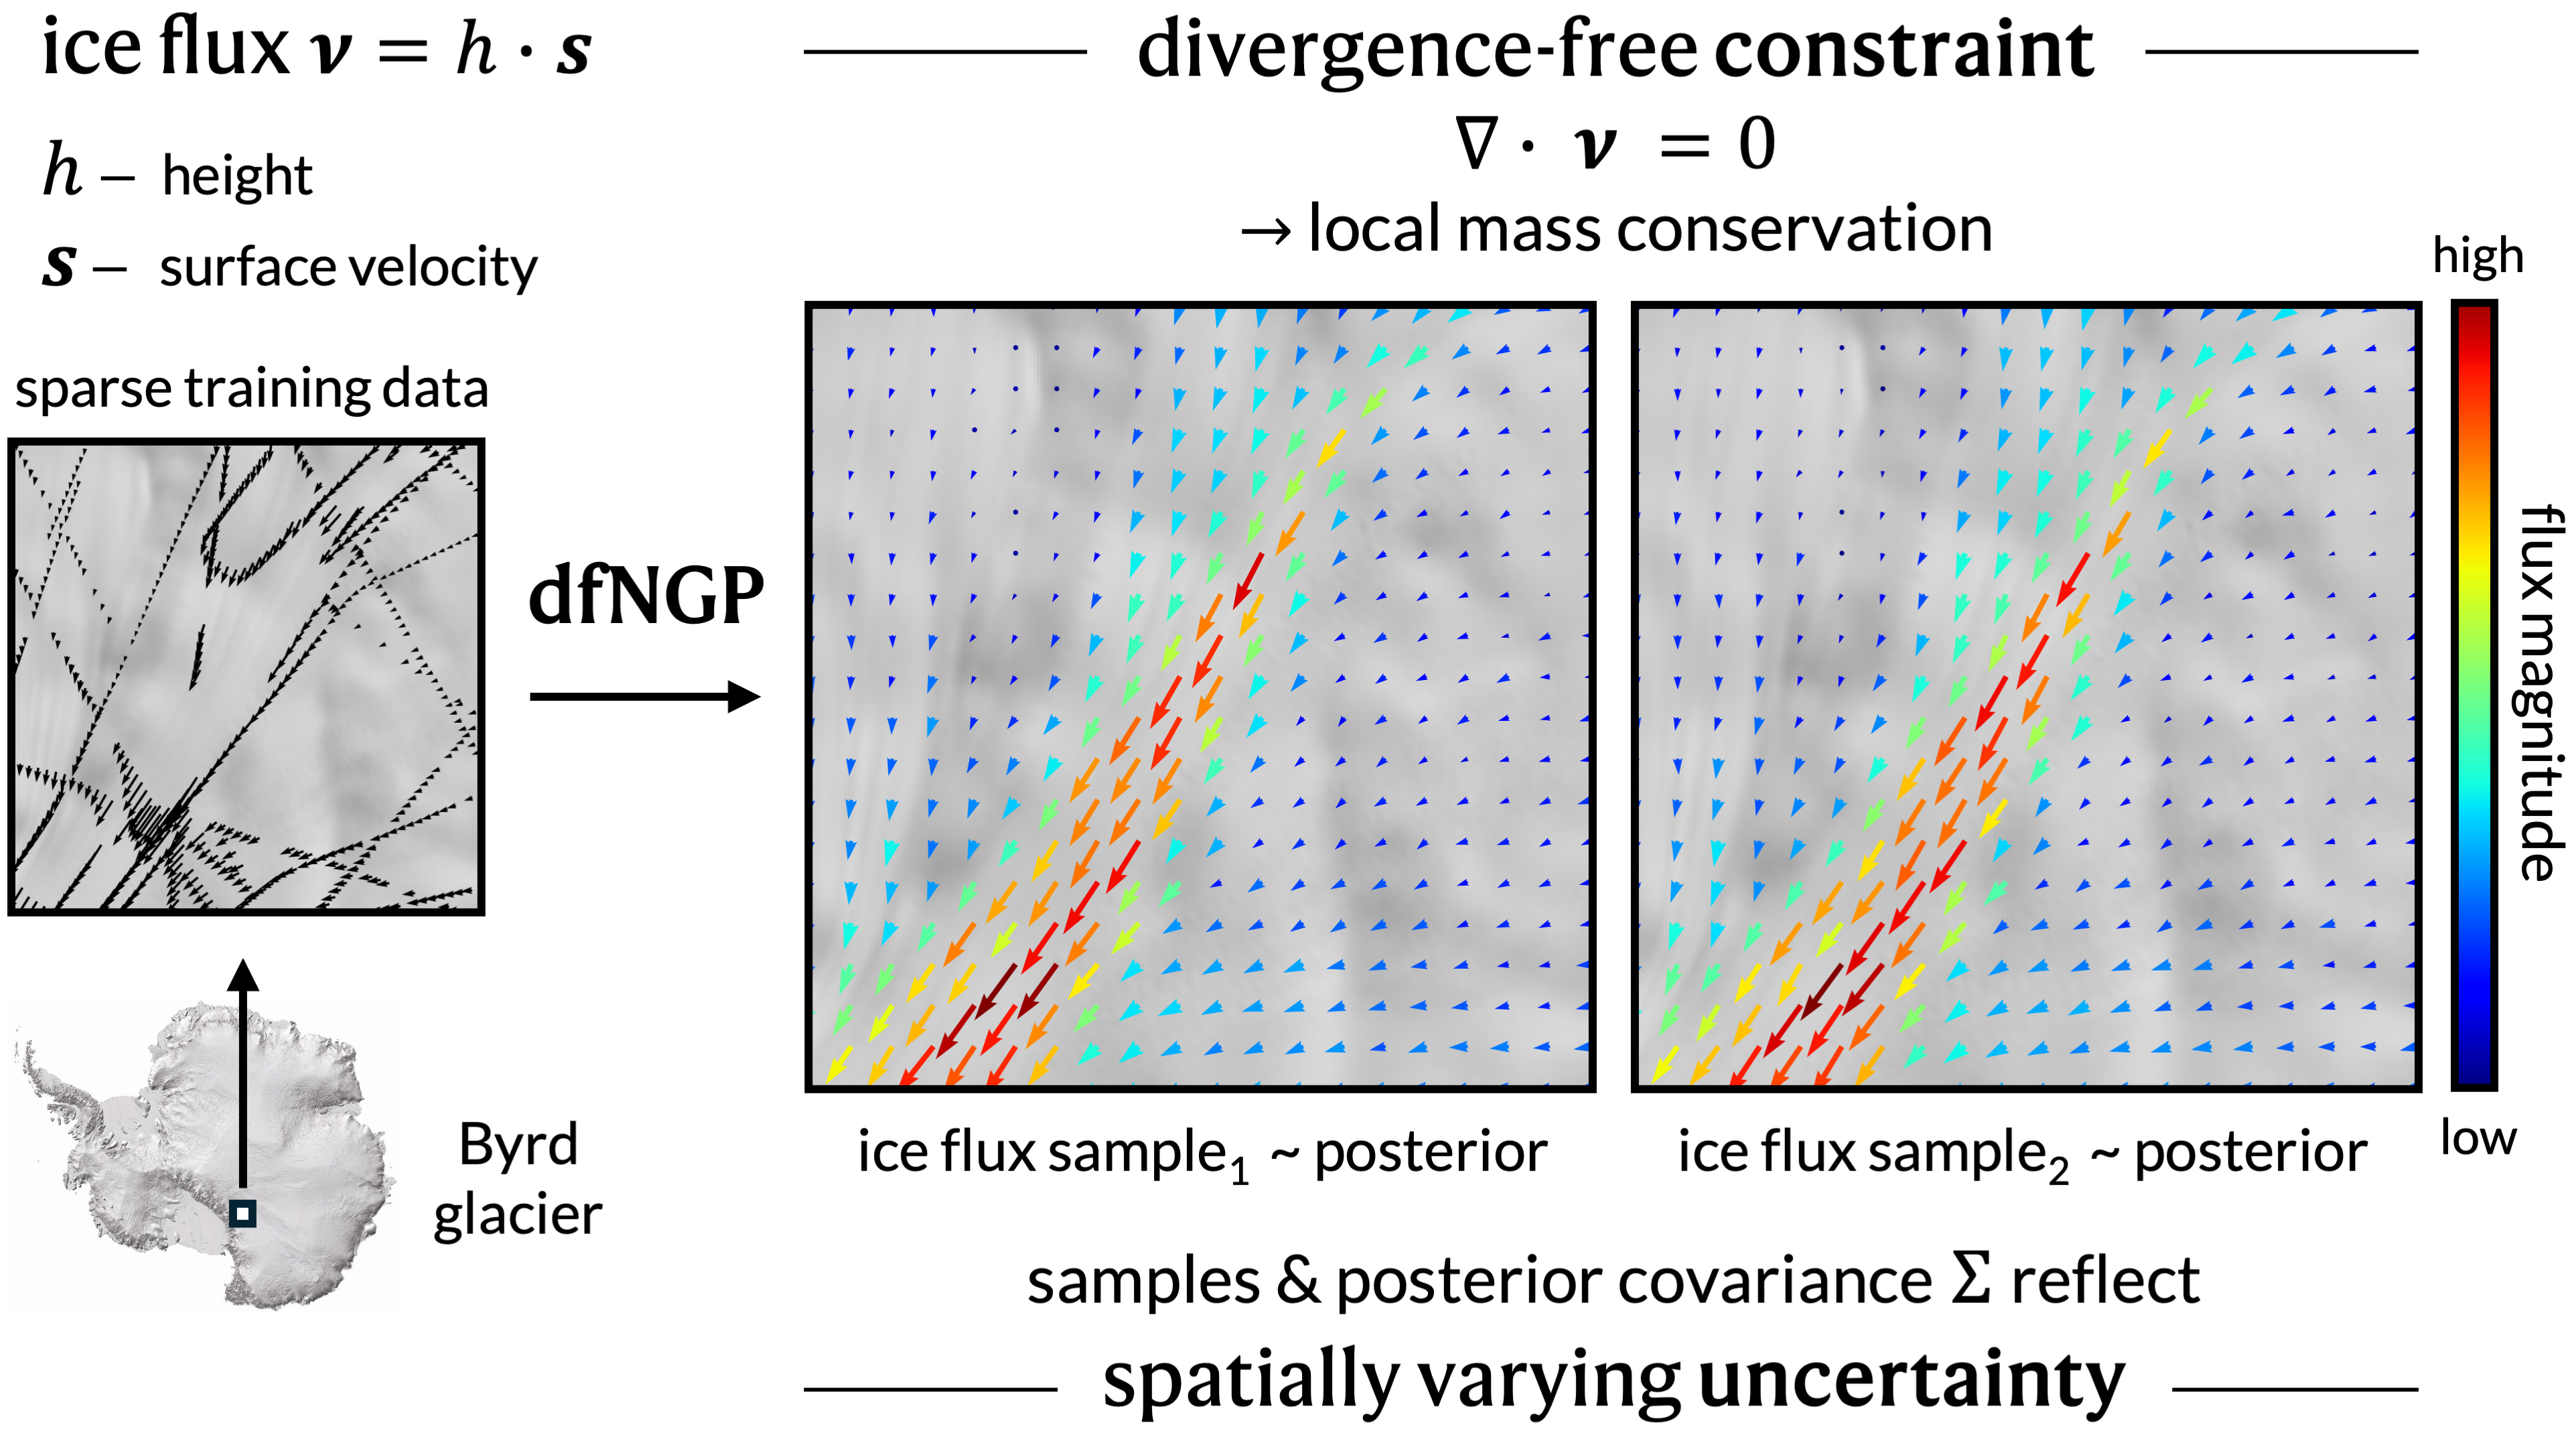 ice flux 𝒗 = ℎ · 𝒔
ℎ – height
𝒔 – surface velocity
sparse training data
dfNGP
Byrd
glacier
divergence-free constraint
∇ · 𝒗 = 0
→ local mass conservation
high
flux magnitude
low
ice flux sample₁ ~ posterior
ice flux sample₂ ~ posterior
samples & posterior covariance Σ reflect
spatially varying uncertainty